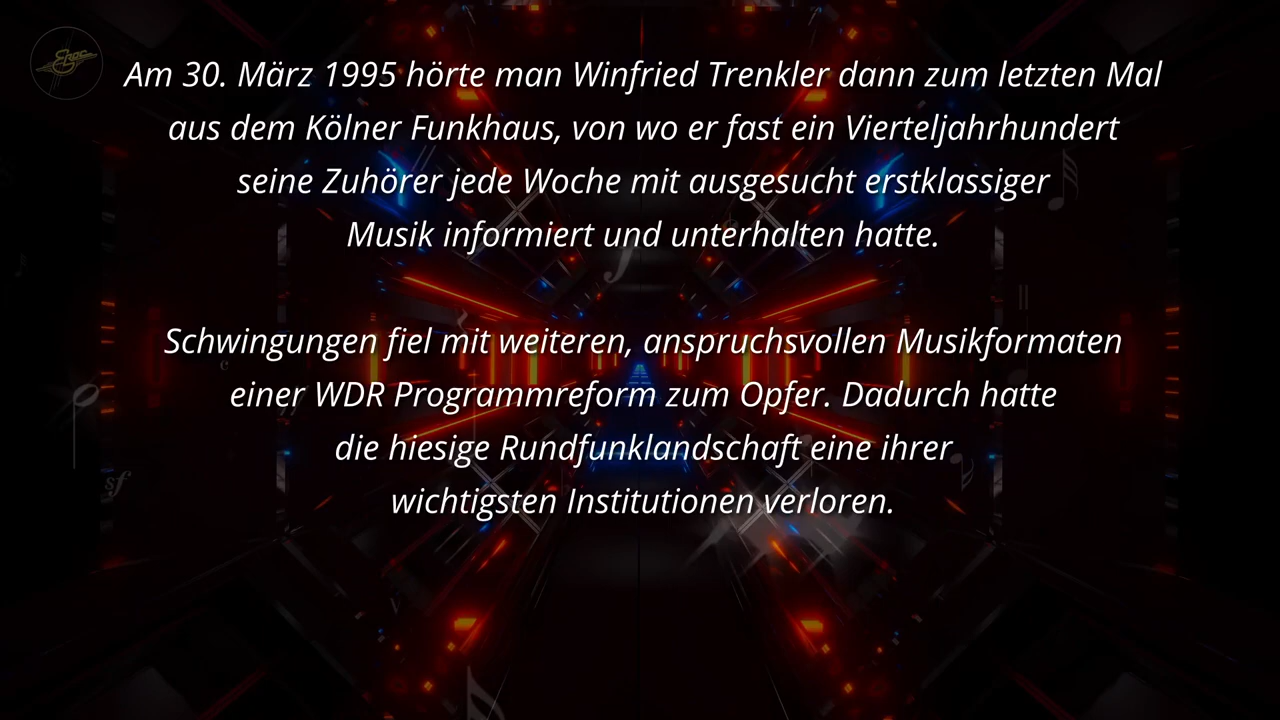 Eroc
Am 30. März 1995 hörte man Winfried Trenkler dann zum letzten Mal
aus dem Kölner Funkhaus, von wo er fast ein Vierteljahrhundert
seine Zuhörer jede Woche mit ausgesucht erstklassiger
Musik informiert und unterhalten hatte.
Schwingungen fiel mit weiteren, anspruchsvollen Musikformaten
einer WDR Programmreform zum Opfer. Dadurch hatte
die hiesige Rundfunklandschaft eine ihrer
wichtigsten Institutionen verloren.